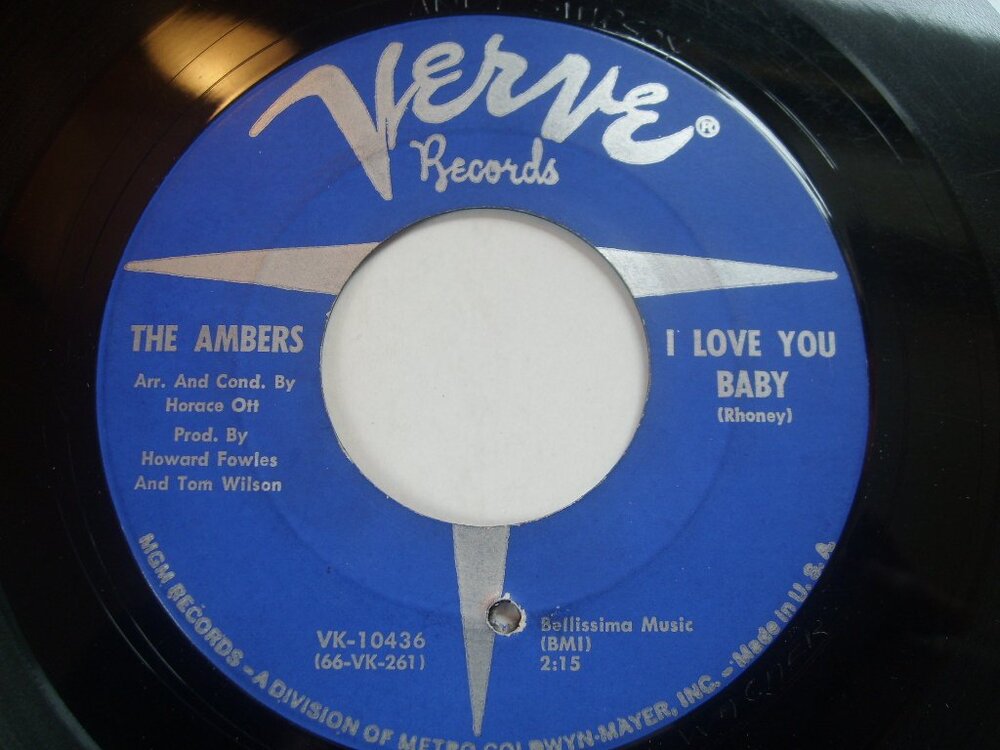 Verve®
Records
THE AMBERS
Arr. And Cond. By
Horace Ott
Prod. By
Howard Fowles
And Tom Wilson
I LOVE YOU
BABY
(Rhoney)
VK-10436
(66-VK-261)
Bellissima Music
(BMI)
2:15
MGM RECORDS – A DIVISION OF METRO GOLDWYN-MAYER, INC. – Made in U. S. A.